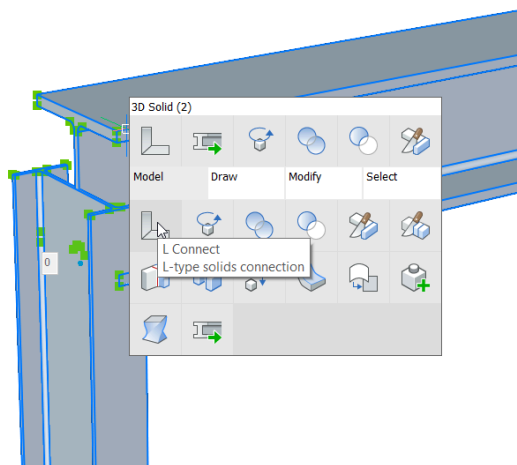 3D Solid (2)
Model Draw Modify Select
L Connect
L-type solids connection
0